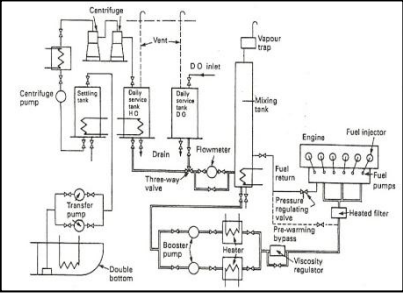 Centrifuge
Vapour
trap
Vent
D O inlet
Centrifuge
pump
Settling
tank
Daily
service
tank
H O
Daily
service
tank
D O
Mixing
tank
Engine
Fuel injector
Drain
Flowmeter
Three-way
valve
Fuel
return
Fuel
pumps
Transfer
pump
Pressure
regulating
valve
Heated filter
Pre-warming
bypass
Booster
pump
Heater
Viscosity
regulator
Double
bottom